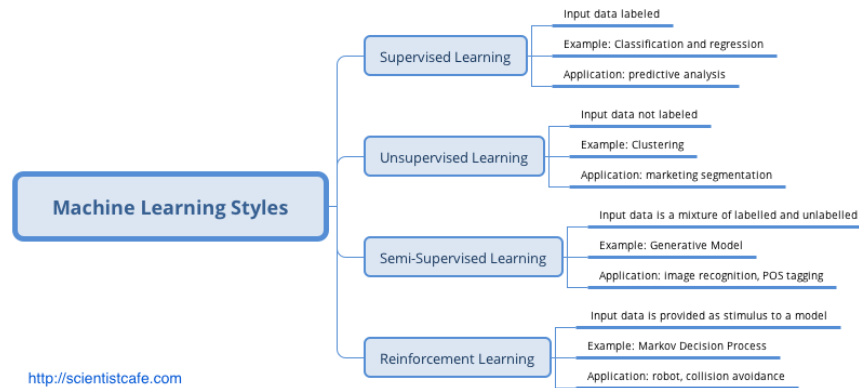 Machine Learning Styles
Supervised Learning
Input data labeled
Example: Classification and regression
Application: predictive analysis
Unsupervised Learning
Input data not labeled
Example: Clustering
Application: marketing segmentation
Semi-Supervised Learning
Input data is a mixture of labelled and unlabelled
Example: Generative Model
Application: image recognition, POS tagging
Reinforcement Learning
Input data is provided as stimulus to a model
Example: Markov Decision Process
Application: robot, collision avoidance
http://scientistcafe.com